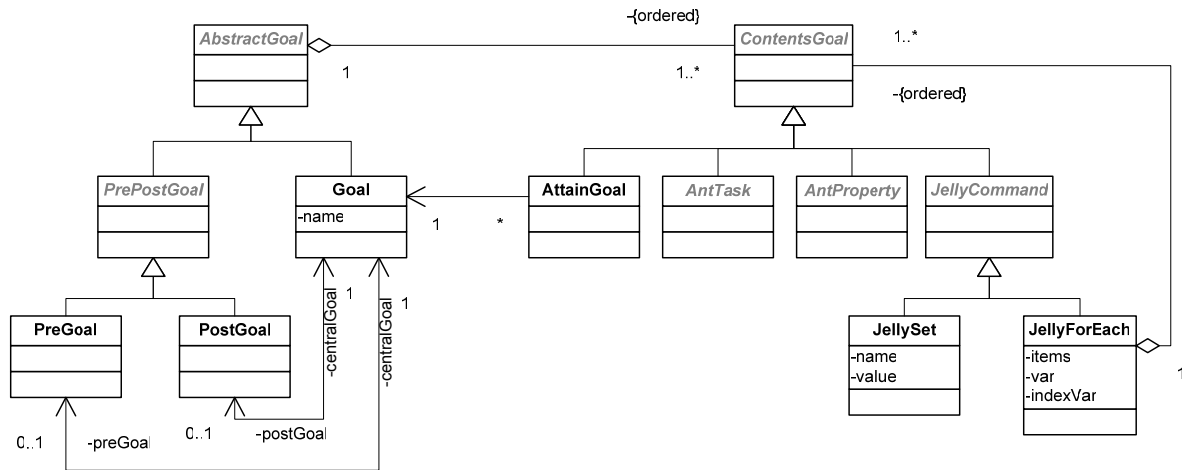 -{ordered}
AbstractGoal
ContentsGoal
1..*
1
1..*
-{ordered}
PrePostGoal
Goal
AttainGoal
AntTask
AntProperty
JellyCommand
-name
1
*
1
1
-centralGoal
-centralGoal
PreGoal
PostGoal
JellySet
JellyForEach
-name
-value
-items
-var
-indexVar
1
0..1
-preGoal
0..1
-postGoal